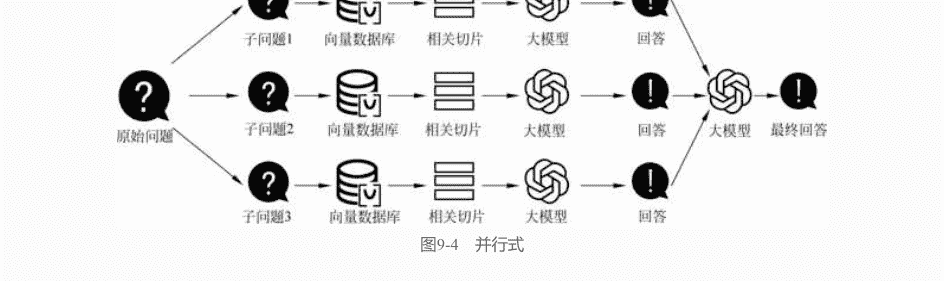 子问题1 向量数据库 相关切片 大模型 回答
原始问题 子问题2 向量数据库 相关切片 大模型 回答 大模型 最终回答
子问题3 向量数据库 相关切片 大模型 回答
图9-4 并行式